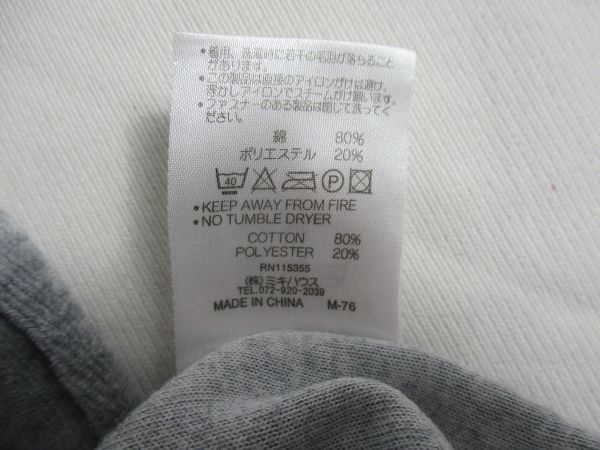 ・着用、洗濯時に若干の毛羽が落ちること
があります。
・この製品は直接のアイロンがけは避け、
浮かしアイロンでスチームがけ願います。
・ファスナーのある製品は閉じて洗ってく
ださい。
綿 80%
ポリエステル 20%
40 P
・KEEP AWAY FROM FIRE
・NO TUMBLE DRYER
COTTON 80%
POLYESTER 20%
RN115355
(株)ミキハウス
TEL.072-920-2039
MADE IN CHINA M-76